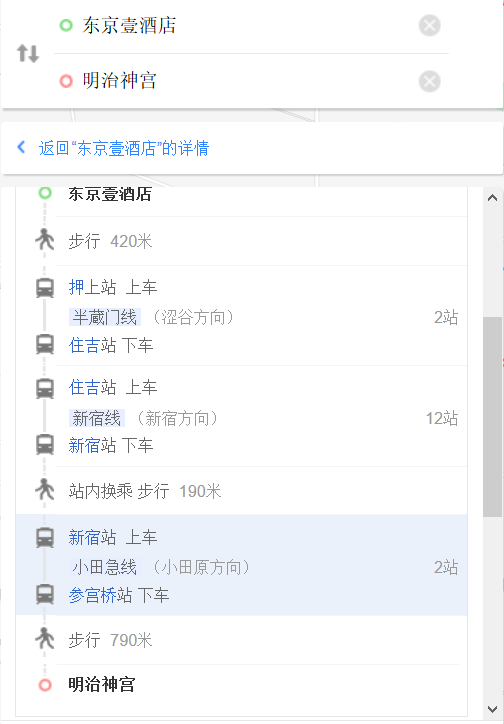 东京壹酒店
明治神宫
返回“东京壹酒店”的详情
东京壹酒店
步行 420米
押上站 上车
半蔵门线 （涩谷方向） 2站
住吉站 下车
住吉站 上车
新宿线 （新宿方向） 12站
新宿站 下车
站内换乘 步行 190米
新宿站 上车
小田急线 （小田原方向） 2站
参宫桥站 下车
步行 790米
明治神宫